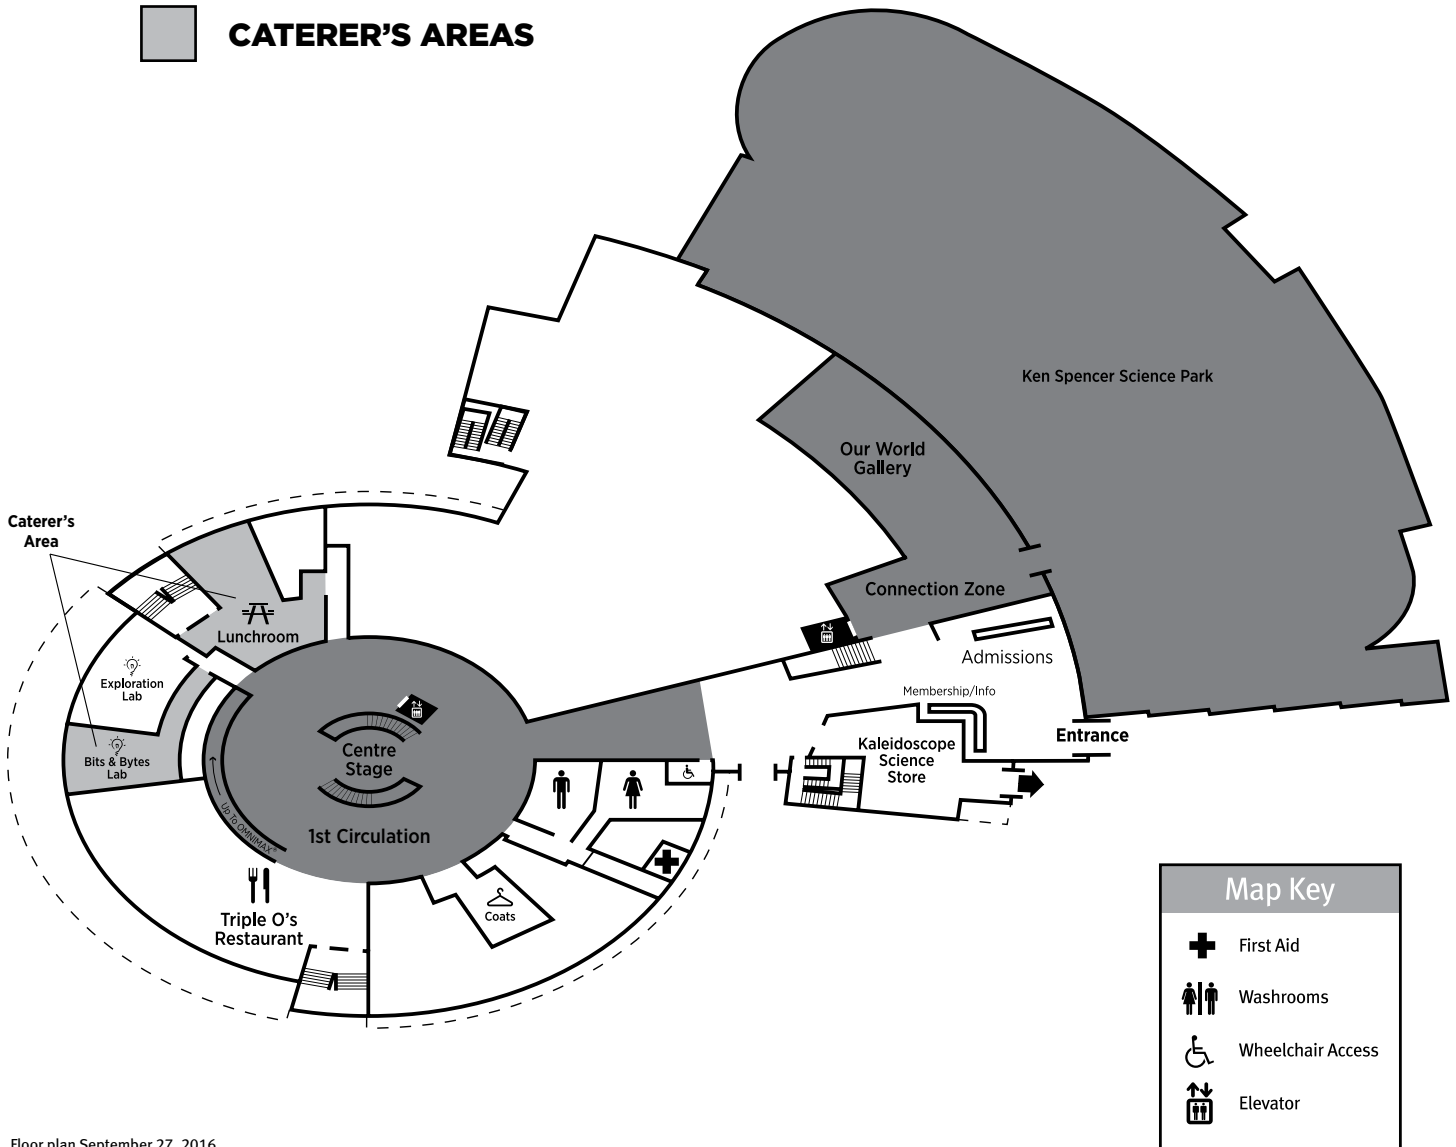 CATERER'S AREAS
Ken Spencer Science Park
Our World
Gallery
Caterer's
Area
Connection Zone
Lunchroom
Admissions
Exploration
Lab
Membership/Info
Entrance
Kaleidoscope
Science
Store
Centre
Stage
Bits & Bytes
Lab
Up To OMNIMAX®
1st Circulation
Map Key
Coats
Triple O's
Restaurant
First Aid
Washrooms
Wheelchair Access
Elevator
Floor plan September 27, 2016